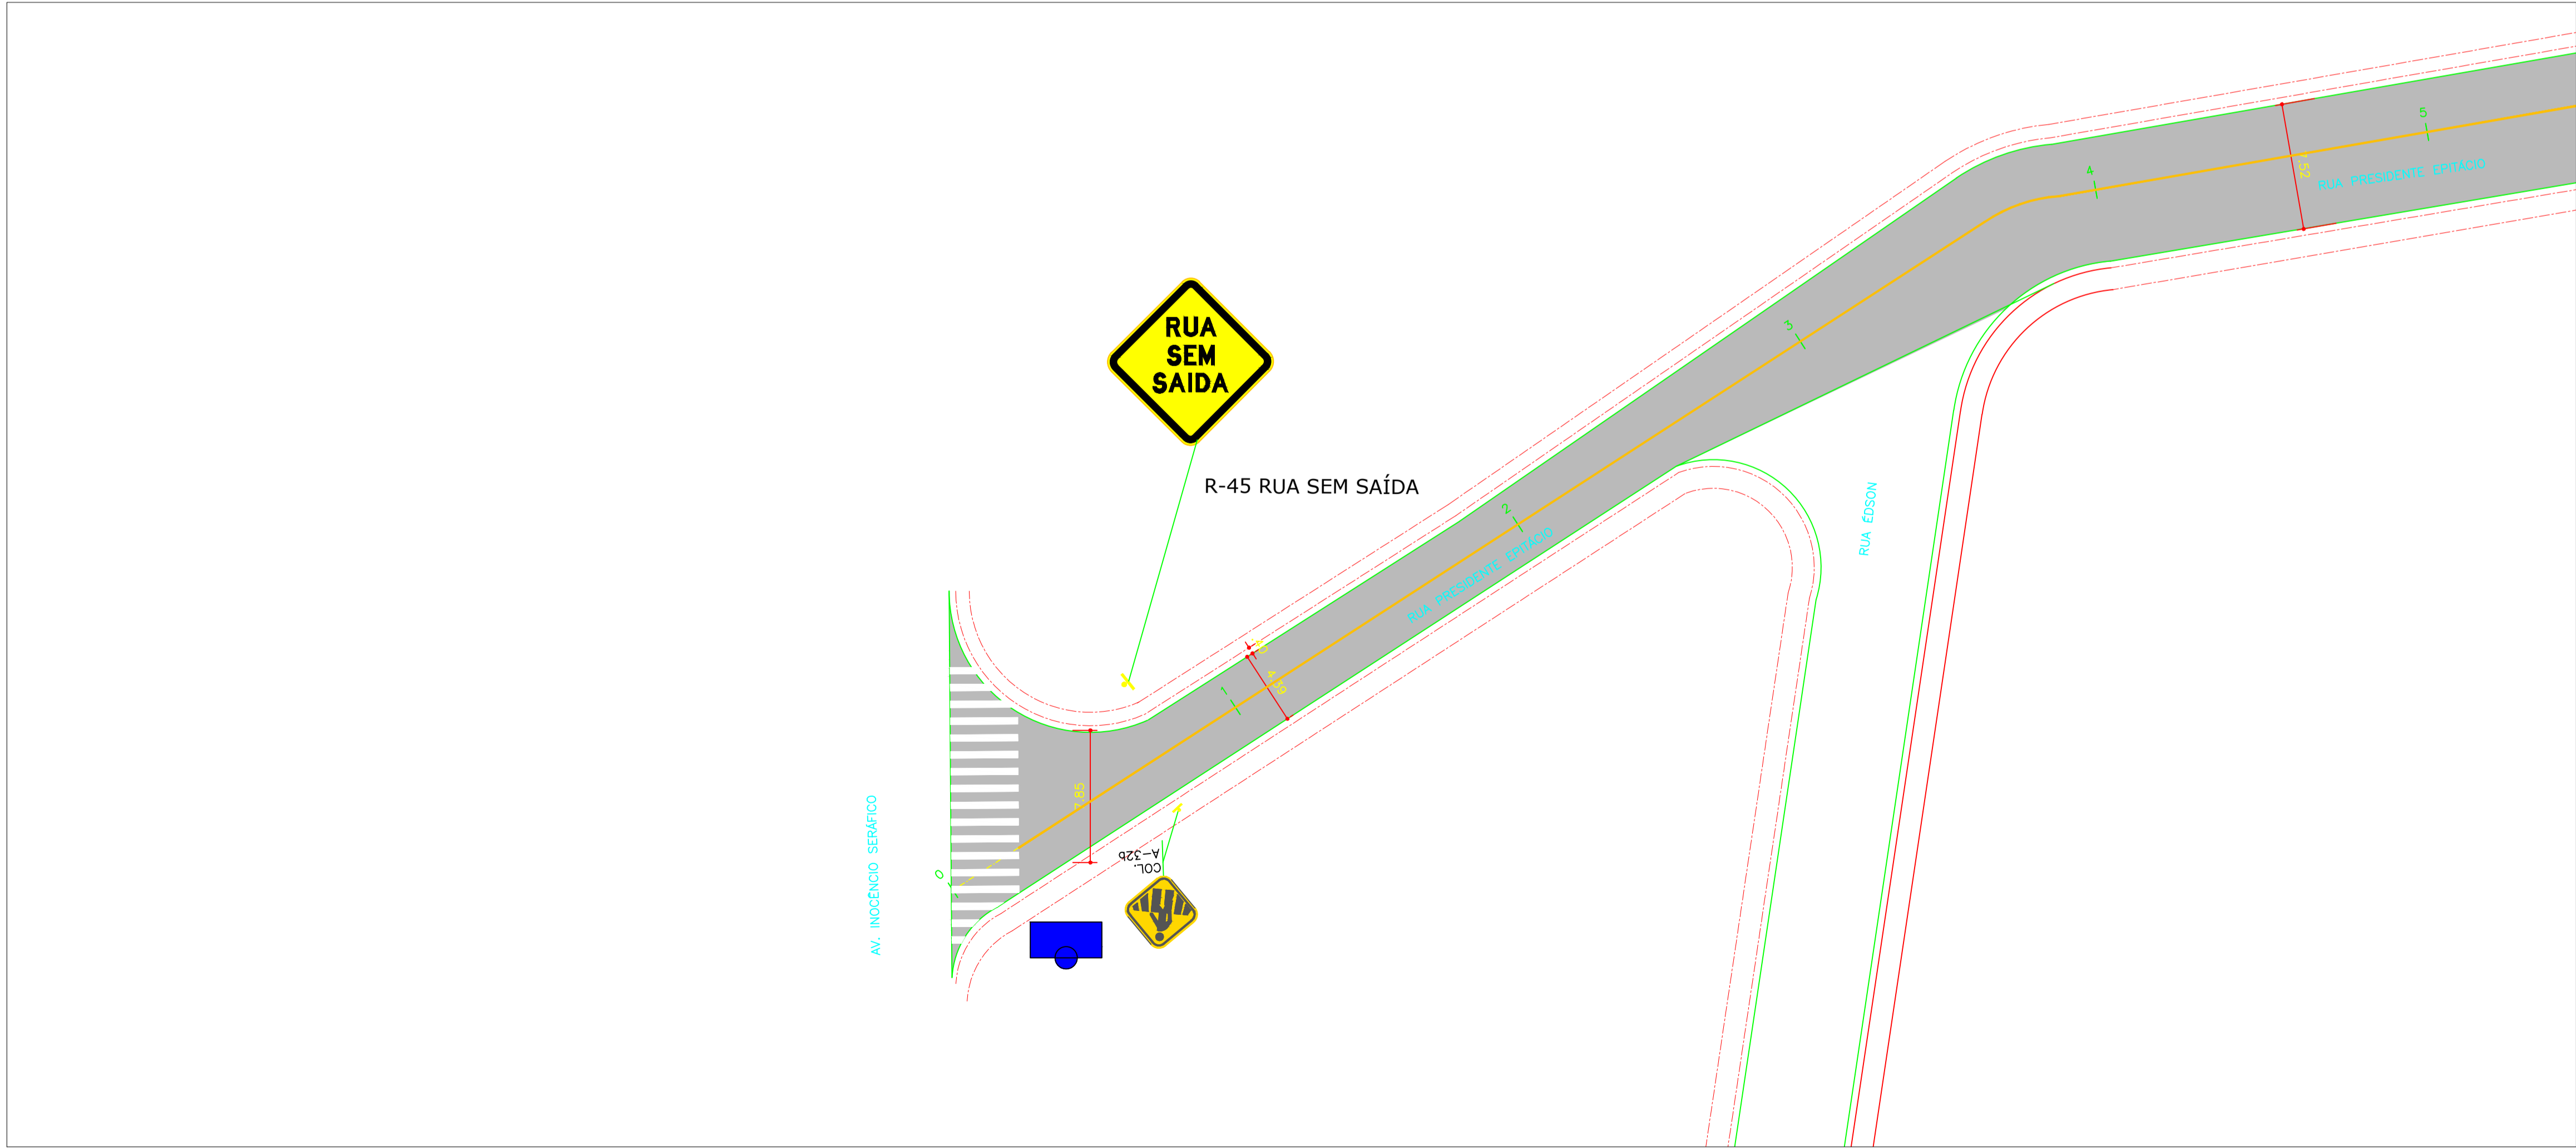 5
4
7.52
RUA PRESIDENTE EPITÁCIO
RUA
SEM
SAIDA
3
R-45 RUA SEM SAÍDA
2
RUA ÉDSON
RUA PRESIDENTE EPITÁCIO
1
4.39
7.85
AV. INOCÊNCIO SERÁFICO
0
COL.
A-32b